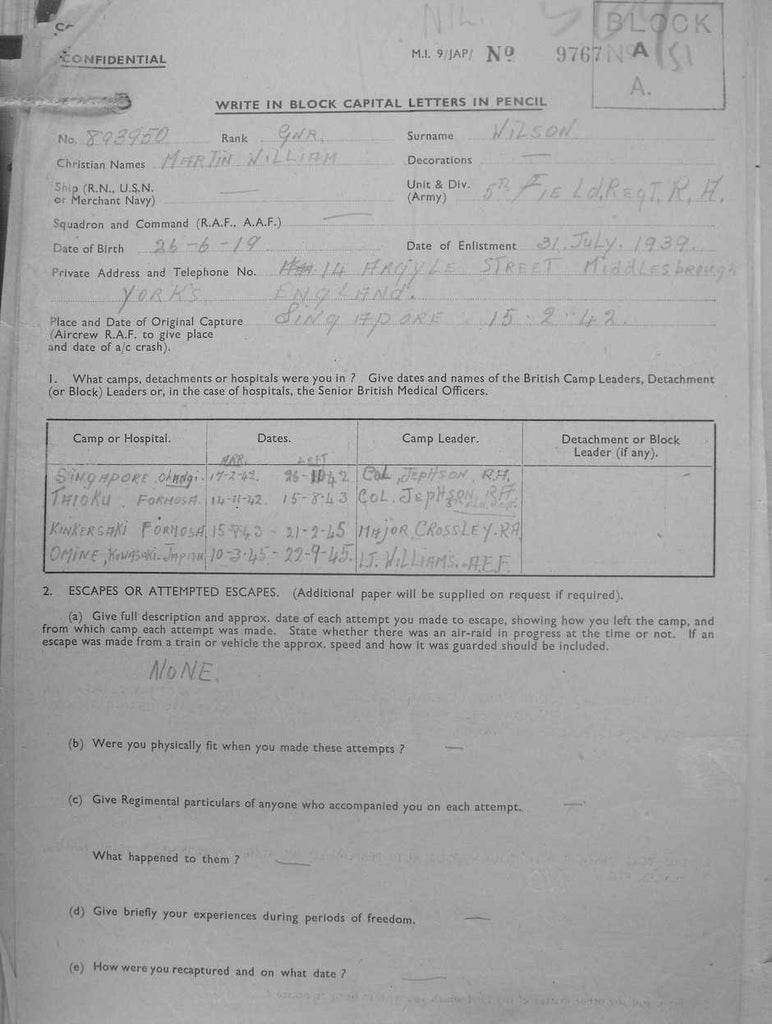 CONFIDENTIAL
M.I. 9/JAP/ No 9767
BLOCK
A
A.
NIL.
WRITE IN BLOCK CAPITAL LETTERS IN PENCIL
No. 893950 Rank GNR. Surname WILSON
Christian Names MARTIN WILLIAM Decorations —
Ship (R.N., U.S.N. or Merchant Navy) — Unit & Div. (Army) 5TH FIELD. REGT. R.A.
Squadron and Command (R.A.F., A.A.F.) —
Date of Birth 26-6-19 Date of Enlistment 31. July. 1939.
Private Address and Telephone No. 14 ARGYLE STREET Middlesbrough
YORKS ENGLAND.
Place and Date of Original Capture SINGAPORE 15.2.42.
(Aircrew R.A.F. to give place
and date of a/c crash).
1. What camps, detachments or hospitals were you in ? Give dates and names of the British Camp Leaders, Detachment
(or Block) Leaders or, in the case of hospitals, the Senior British Medical Officers.
Camp or Hospital. Dates. Camp Leader. Detachment or Block
Leader (if any).
ARR. LEFT
SINGAPORE. Changi. 17-2-42. 26-10-42 COL. JEPHSON. R.A. -
TAIOKU. FORMOSA. 14-11-42. 15-8-43 COL. JEPHSON, R.A.
KINKERSAKI FORMOSA 15-8-43 - 21-2-45 MAJOR, CROSSLEY. RA
OMINE, KOWASAKI. JAPAN 10-3-45 - 22-9-45. LT. WILLIAMS. A.E.F.
2. ESCAPES OR ATTEMPTED ESCAPES. (Additional paper will be supplied on request if required).
(a) Give full description and approx. date of each attempt you made to escape, showing how you left the camp, and
from which camp each attempt was made. State whether there was an air-raid in progress at the time or not. If an
escape was made from a train or vehicle the approx. speed and how it was guarded should be included.
NONE.
(b) Were you physically fit when you made these attempts ? —
(c) Give Regimental particulars of anyone who accompanied you on each attempt. —
What happened to them ? —
(d) Give briefly your experiences during periods of freedom. —
(e) How were you recaptured and on what date ? —